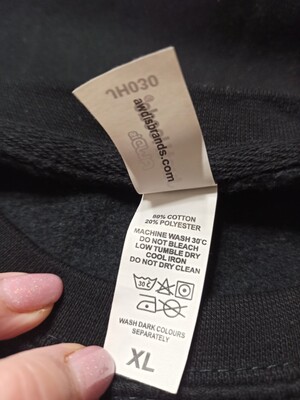 JH030
awdisbrands.com
80% COTTON
20% POLYESTER
MACHINE WASH 30°C
DO NOT BLEACH
LOW TUMBLE DRY
COOL IRON
DO NOT DRY CLEAN
30°C
WASH DARK COLOURS
SEPARATELY
XL